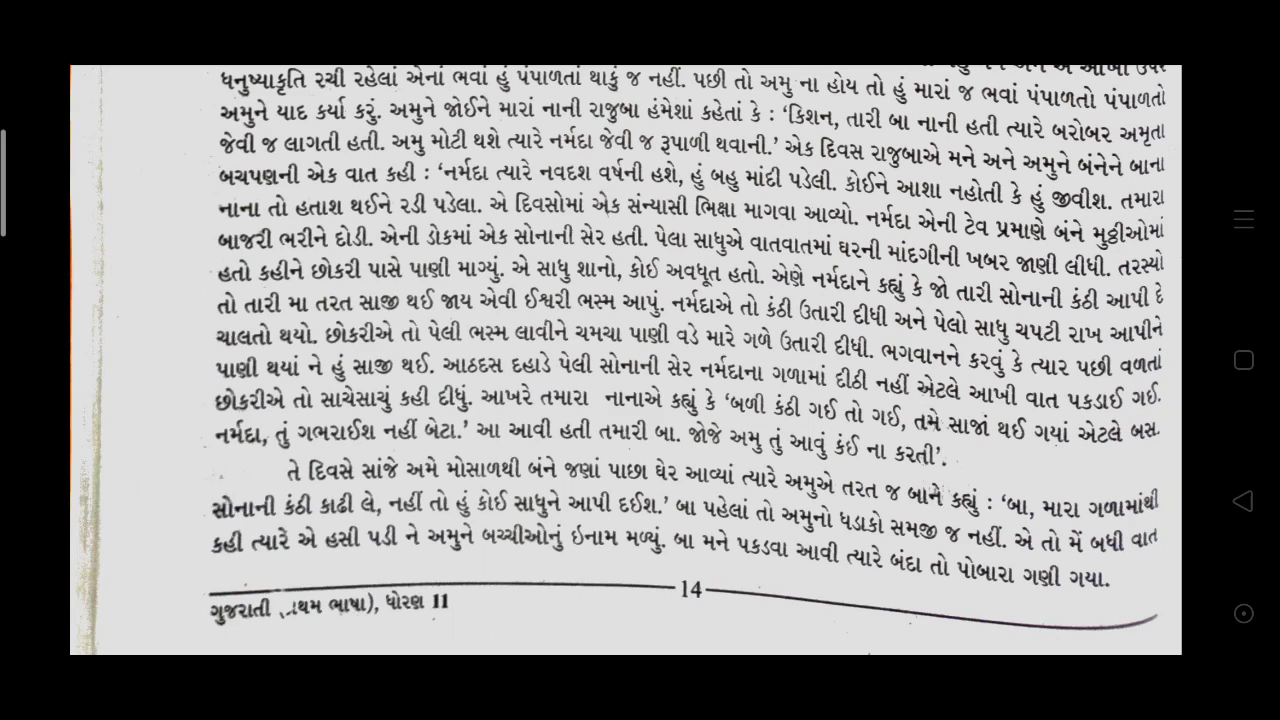 ધનુષ્યાકૃતિ રચી રહેલાં એનાં ભવાં હું પંપાળતાં થાકું જ નહીં. પછી તો અમુ ના હોય તો હું મારાં જ ભવાં પંપાળતો પંપાળતો
અમુને યાદ કર્યા કરું. અમુને જોઈને મારાં નાની રાજુબા હંમેશાં કહેતાં કે : ‘કિશન, તારી બા નાની હતી ત્યારે બરોબર અમૃતા
જેવી જ લાગતી હતી. અમુ મોટી થશે ત્યારે નર્મદા જેવી જ રૂપાળી થવાની.’ એક દિવસ રાજુબાએ મને અને અમુને બંનેને બાના
બચપણની એક વાત કહી : ‘નર્મદા ત્યારે નવદશ વર્ષની હશે, હું બહુ માંદી પડેલી. કોઈને આશા નહોતી કે હું જીવીશ. તમારા
નાના તો હતાશ થઈને રડી પડેલા. એ દિવસોમાં એક સંન્યાસી ભિક્ષા માગવા આવ્યો. નર્મદા એની ટેવ પ્રમાણે બંને મુઠ્ઠીઓમાં
બાજરી ભરીને દોડી. એની ડોકમાં એક સોનાની સેર હતી. પેલા સાધુએ વાતવાતમાં ઘરની માંદગીની ખબર જાણી લીધી. તરસ્યો
હતો કહીને છોકરી પાસે પાણી માગ્યું. એ સાધુ શાનો, કોઈ અવધૂત હતો. એણે નર્મદાને કહ્યું કે જો તારી સોનાની કંઠી આપી દે
તો તારી મા તરત સાજી થઈ જાય એવી ઈશ્વરી ભસ્મ આપું. નર્મદાએ તો કંઠી ઉતારી દીધી અને પેલો સાધુ ચપટી રાખ આપીને
ચાલતો થયો. છોકરીએ તો પેલી ભસ્મ લાવીને ચમચા પાણી વડે મારે ગળે ઉતારી દીધી. ભગવાનને કરવું કે ત્યાર પછી વળતાં
પાણી થયાં ને હું સાજી થઈ. આઠદસ દહાડે પેલી સોનાની સેર નર્મદાના ગળામાં દીઠી નહીં એટલે આખી વાત પકડાઈ ગઈ.
છોકરીએ તો સાચેસાચું કહી દીધું. આખરે તમારા નાનાએ કહ્યું કે ‘બળી કંઠી ગઈ તો ગઈ, તમે સાજાં થઈ ગયાં એટલે બસ.
નર્મદા, તું ગભરાઈશ નહીં બેટા.’ આ આવી હતી તમારી બા. જોજે અમુ તું આવું કંઈ ના કરતી’.
તે દિવસે સાંજે અમે મોસાળથી બંને જણાં પાછા ઘેર આવ્યાં ત્યારે અમુએ તરત જ બાને કહ્યું : ‘બા, મારા ગળામાંથી
સોનાની કંઠી કાઢી લે, નહીં તો હું કોઈ સાધુને આપી દઈશ.’ બા પહેલાં તો અમુનો ધડાકો સમજી જ નહીં. એ તો મેં બધી વાત
કહી ત્યારે એ હસી પડી ને અમુને બચ્ચીઓનું ઇનામ મળ્યું. બા મને પકડવા આવી ત્યારે બંદા તો પોબારા ગણી ગયા.
14
ગુજરાતી ભાષા), ધોરણ 11